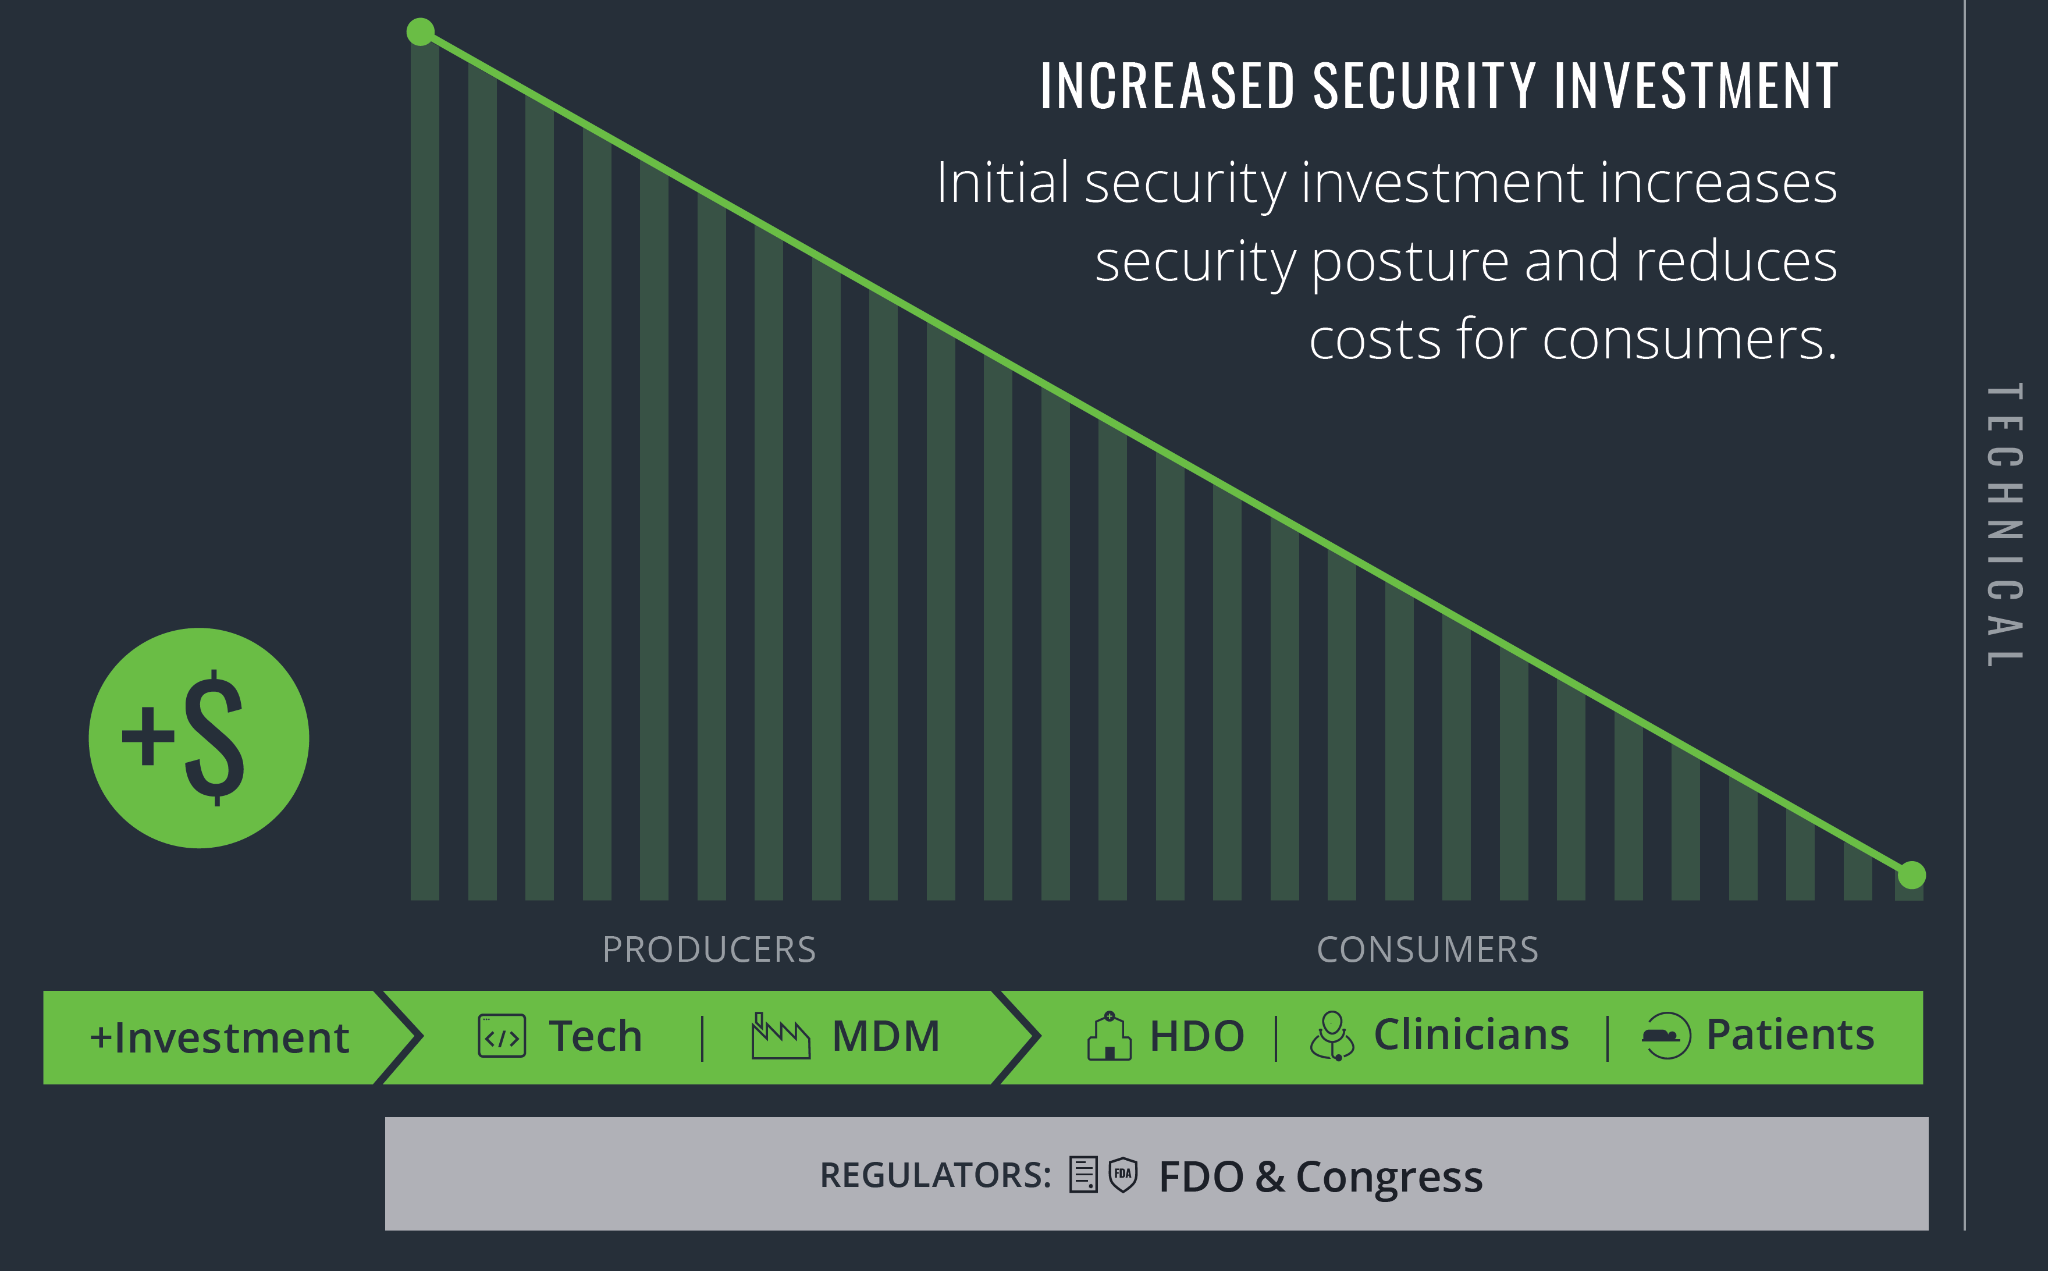 INCREASED SECURITY INVESTMENT
Initial security investment increases
security posture and reduces
costs for consumers.
TECHNICAL
+$
PRODUCERS
CONSUMERS
+Investment
</> Tech | MDM
HDO | Clinicians | Patients
REGULATORS: FDA FDO & Congress